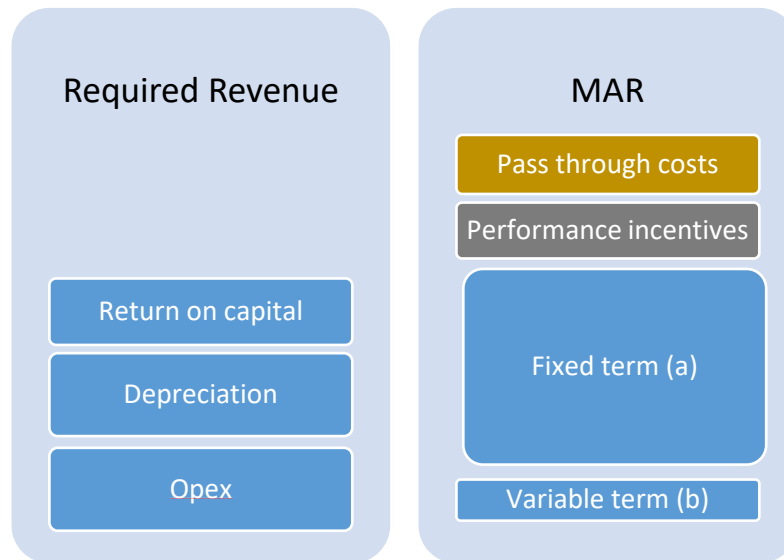 Required Revenue
Return on capital
Depreciation
Opex
MAR
Pass through costs
Performance incentives
Fixed term (a)
Variable term (b)